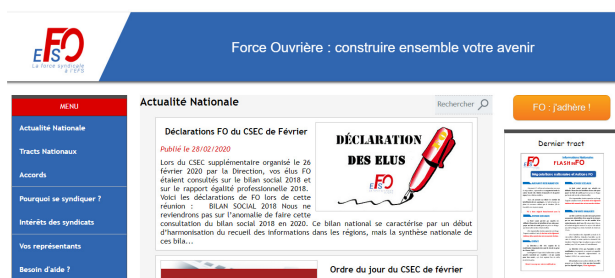 EFSO
La force syndicale
à l'EFS
Force Ouvrière : construire ensemble votre avenir
MENU
Actualité Nationale
Tracts Nationaux
Accords
Pourquoi se syndiquer ?
Intérêts des syndicats
Vos représentants
Besoin d'aide ?
Actualité Nationale
Rechercher
Déclarations FO du CSEC de Février
Publié le 28/02/2020
Lors du CSEC supplémentaire organisé le 26
février 2020 par la Direction, vos élus FO
étaient consultés sur le bilan social 2018 et
sur le rapport égalité professionnelle 2018.
Voici les déclarations de FO lors de cette
réunion : BILAN SOCIAL 2018 Nous ne
reviendrons pas sur l'anomalie de faire cette
consultation du bilan social 2018 en 2020. Ce bilan national se caractérise par un début
d'harmonisation du recueil des informations dans les régions, mais la synthèse nationale de
ces bila...
DÉCLARATION
DES ELUS
EFSO
Ordre du jour du CSEC de février
FO : j'adhère !
Dernier tract
FLASH INFO